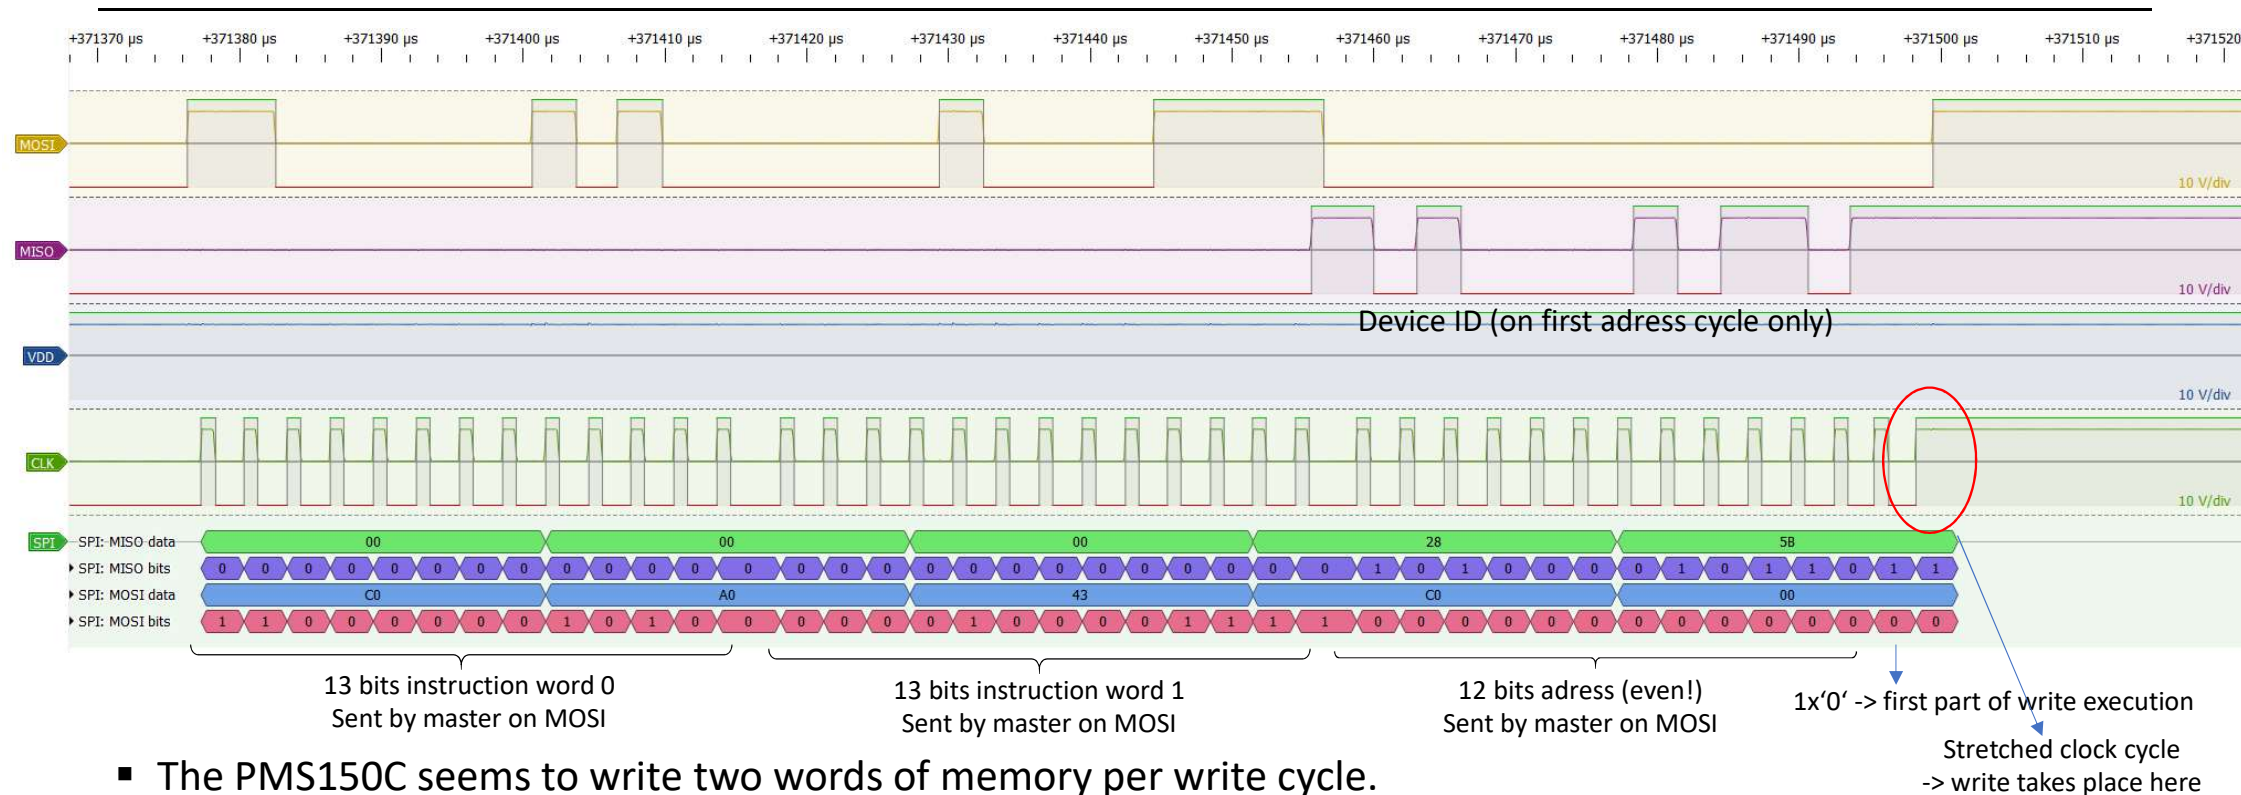 +371370 µs +371380 µs +371390 µs +371400 µs +371410 µs +371420 µs +371430 µs +371440 µs +371450 µs +371460 µs +371470 µs +371480 µs +371490 µs +371500 µs +371510 µs +371520
MOSI
10 V/div
MISO
10 V/div
Device ID (on first adress cycle only)
VDD
10 V/div
CLK
10 V/div
SPI SPI: MISO data 00 00 00 28 5B
SPI: MISO bits 0 0 0 0 0 0 0 0 0 0 0 0 0 0 0 0 0 0 0 0 0 0 0 0 0 1 0 1 0 0 0 0 1 0 1 1 0 1 1
SPI: MOSI data C0 A0 43 C0 00
SPI: MOSI bits 1 1 0 0 0 0 0 0 1 0 1 0 0 0 0 0 0 1 0 0 0 0 1 1 1 1 0 0 0 0 0 0 0 0 0 0 0 0 0 0
13 bits instruction word 0
Sent by master on MOSI
13 bits instruction word 1
Sent by master on MOSI
12 bits adress (even!)
Sent by master on MOSI
1x‘0‘ -> first part of write execution
Stretched clock cycle
-> write takes place here
▪ The PMS150C seems to write two words of memory per write cycle.